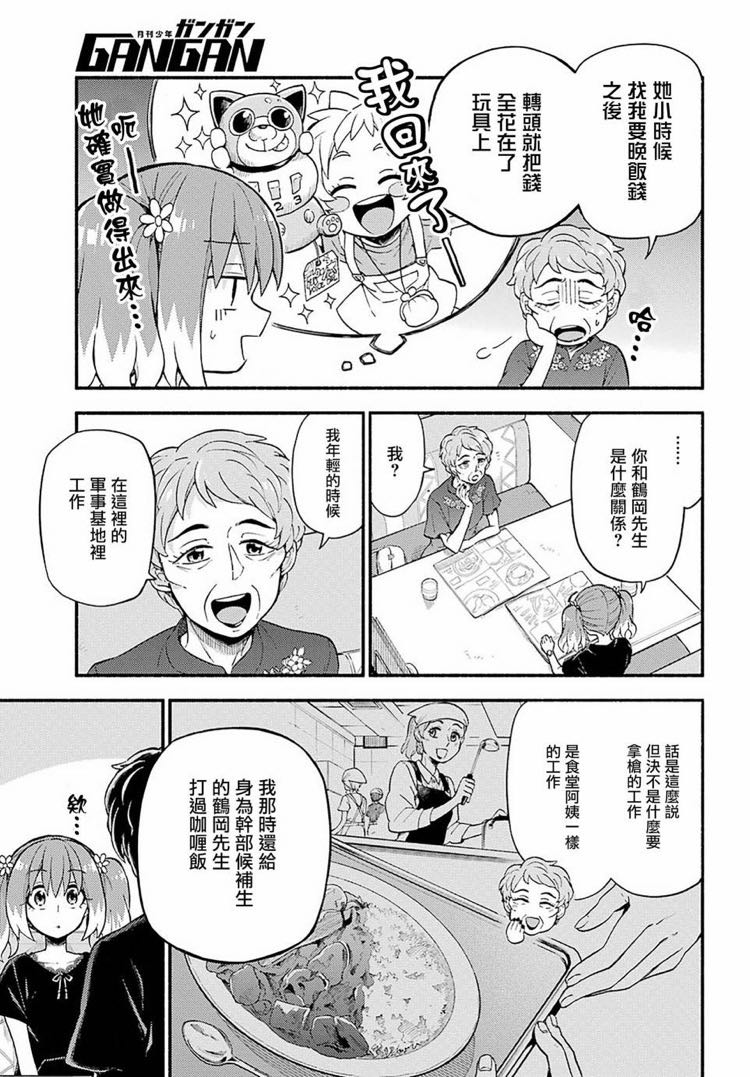 月刊少年
ガンガン
GANGAN
她小時候
找我要晚飯錢
之後
轉頭就把錢
全花在了
玩具上
我回來了
1 2 3
哈…
呃——
她確實做得出來…
……
你和鶴岡先生
是什麼關係?
我?
我年輕的時候
在這裡的
軍事基地裡
工作
話是這麼說
但決不是什麼要
拿槍的工作
是食堂阿姨一樣
的工作
我那時還給
身為幹部候補生
的鶴岡先生
打過咖喱飯
欸…